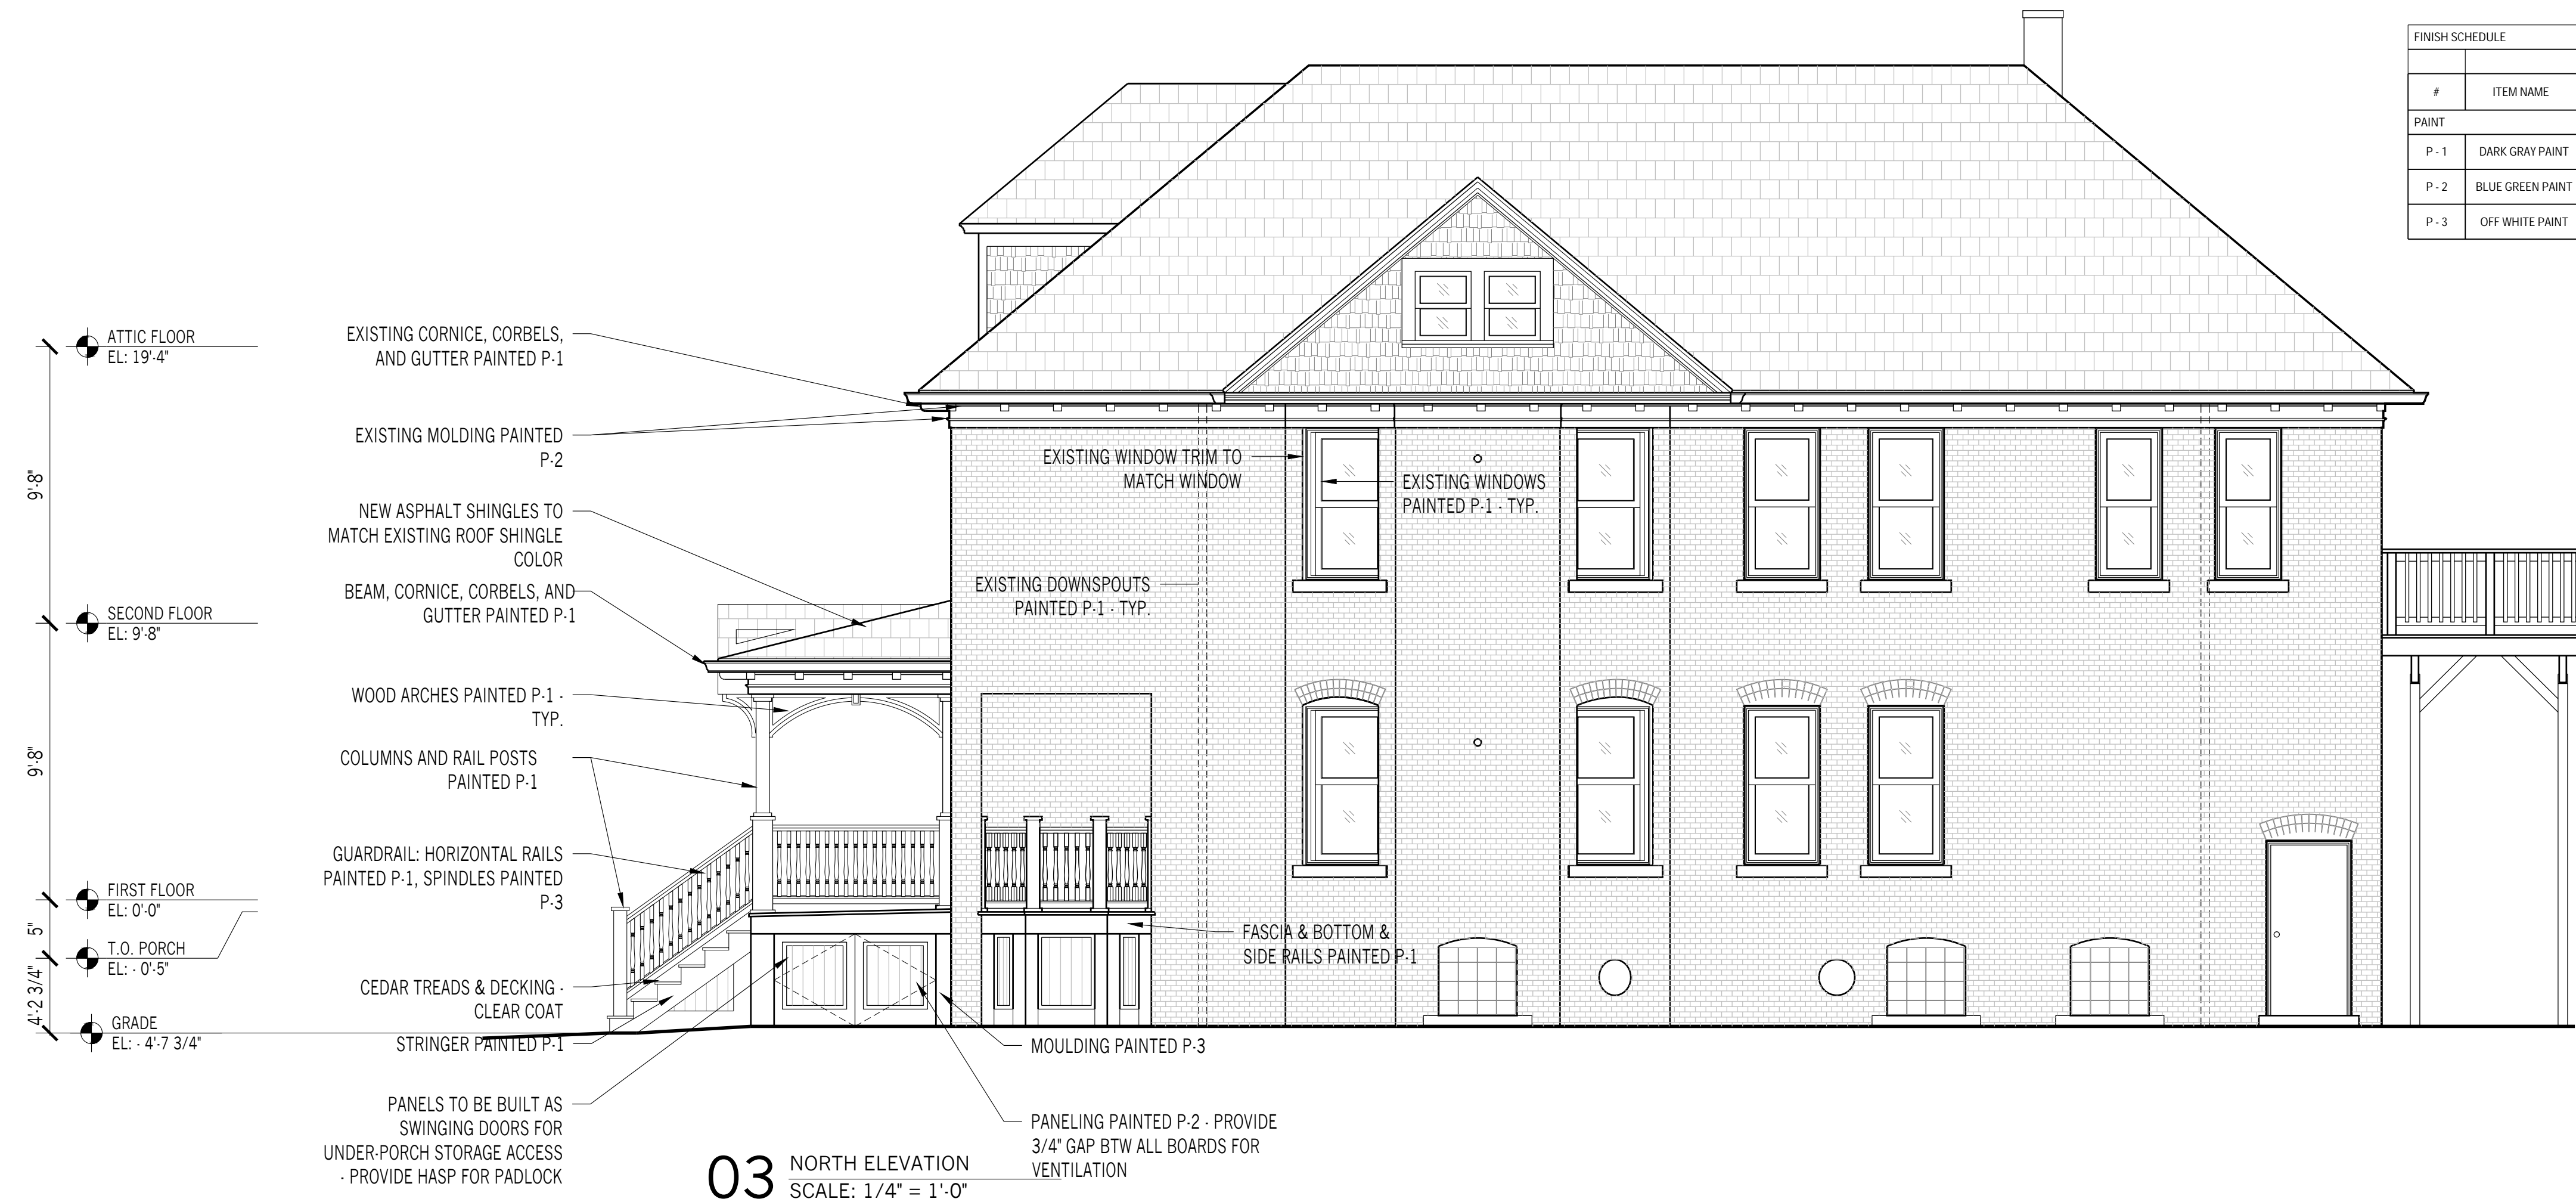 FINISH SCHEDULE
# ITEM NAME
PAINT
P - 1 DARK GRAY PAINT
P - 2 BLUE GREEN PAINT
P - 3 OFF WHITE PAINT
ATTIC FLOOR
EL: 19'-4"
9'-8"
SECOND FLOOR
EL: 9'-8"
9'-8"
FIRST FLOOR
EL: 0'-0"
5"
T.O. PORCH
EL: - 0'-5"
4'-2 3/4"
GRADE
EL: - 4'-7 3/4"
EXISTING CORNICE, CORBELS,
AND GUTTER PAINTED P-1
EXISTING MOLDING PAINTED
P-2
NEW ASPHALT SHINGLES TO
MATCH EXISTING ROOF SHINGLE
COLOR
BEAM, CORNICE, CORBELS, AND
GUTTER PAINTED P-1
WOOD ARCHES PAINTED P-1 -
TYP.
COLUMNS AND RAIL POSTS
PAINTED P-1
GUARDRAIL: HORIZONTAL RAILS
PAINTED P-1, SPINDLES PAINTED
P-3
CEDAR TREADS & DECKING -
CLEAR COAT
STRINGER PAINTED P-1
PANELS TO BE BUILT AS
SWINGING DOORS FOR
UNDER-PORCH STORAGE ACCESS
- PROVIDE HASP FOR PADLOCK
EXISTING WINDOW TRIM TO
MATCH WINDOW
EXISTING WINDOWS
PAINTED P-1 - TYP.
EXISTING DOWNSPOUTS
PAINTED P-1 - TYP.
FASCIA & BOTTOM &
SIDE RAILS PAINTED P-1
MOULDING PAINTED P-3
PANELING PAINTED P-2 - PROVIDE
3/4" GAP BTW ALL BOARDS FOR
VENTILATION
03 NORTH ELEVATION
SCALE: 1/4" = 1'-0"